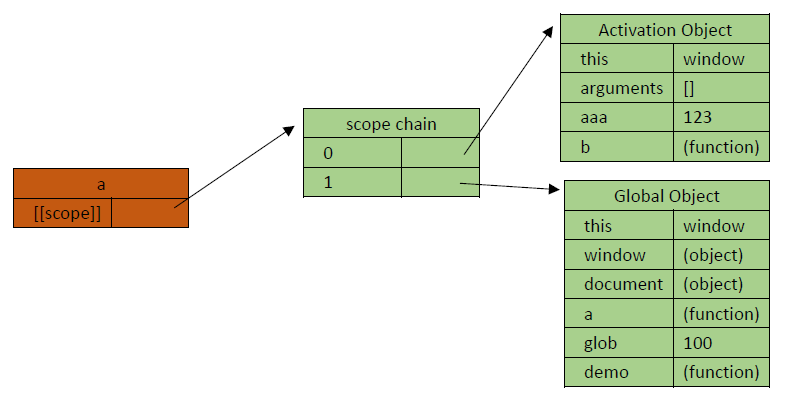 a
[[scope]]
scope chain
0
1
Activation Object
this window
arguments []
aaa 123
b (function)
Global Object
this window
window (object)
document (object)
a (function)
glob 100
demo (function)